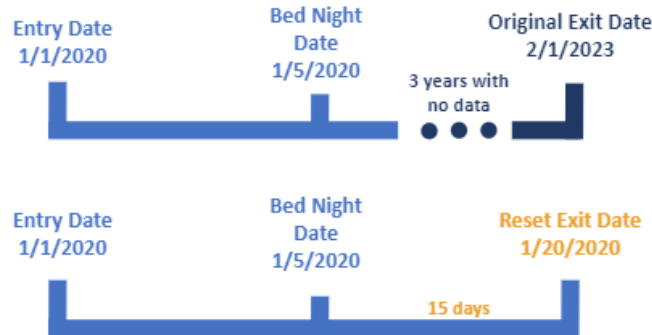 Entry Date
1/1/2020
Bed Night
Date
1/5/2020
Original Exit Date
2/1/2023
3 years with
no data
Entry Date
1/1/2020
Bed Night
Date
1/5/2020
Reset Exit Date
1/20/2020
15 days